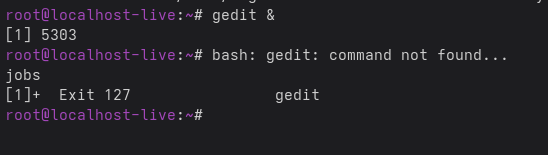 root@localhost-live:~# gedit &
[1] 5303
root@localhost-live:~# bash: gedit: command not found...
jobs
[1]+  Exit 127                gedit
root@localhost-live:~#